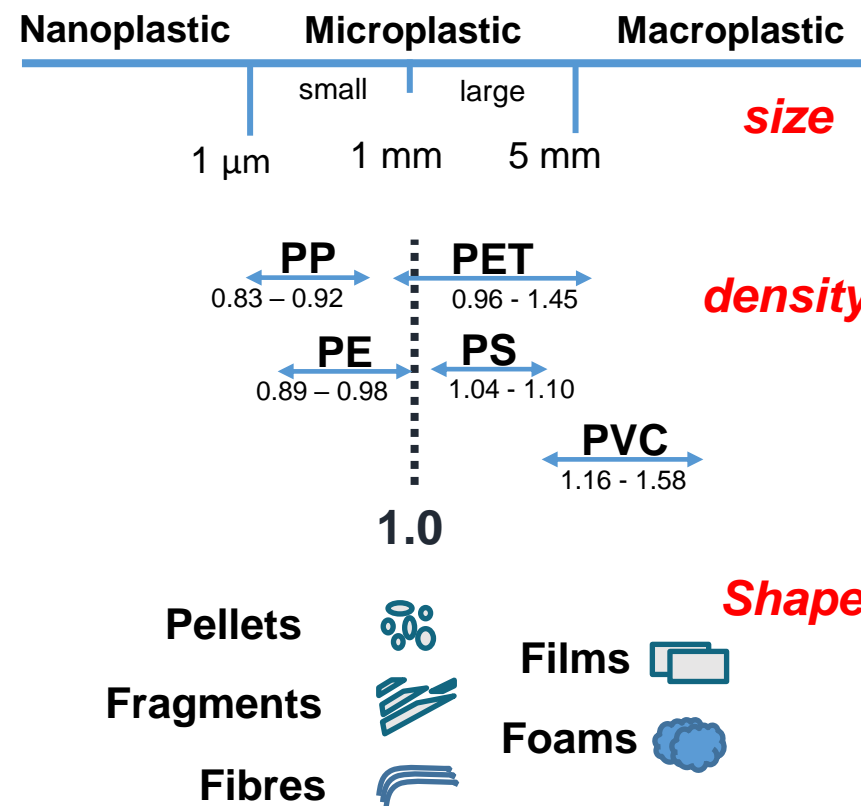 Nanoplastic Microplastic Macroplastic
small large
size
1 µm 1 mm 5 mm
PP PET
0.83 – 0.92 0.96 - 1.45
density
PE PS
0.89 – 0.98 1.04 - 1.10
PVC
1.16 - 1.58
1.0
Shape
Pellets
Films
Fragments
Foams
Fibres